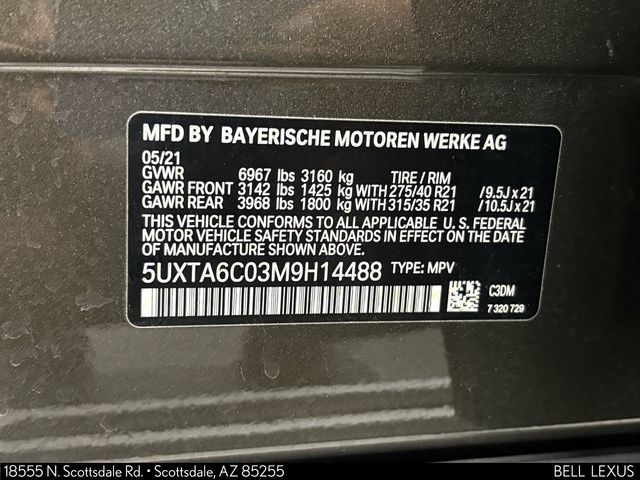 MFD BY BAYERISCHE MOTOREN WERKE AG
05/21
GVWR 6967 lbs 3160 kg TIRE / RIM
GAWR FRONT 3142 lbs 1425 kg WITH 275/40 R21 / 9.5J x 21
GAWR REAR 3968 lbs 1800 kg WITH 315/35 R21 / 10.5J x 21
THIS VEHICLE CONFORMS TO ALL APPLICABLE U. S. FEDERAL
MOTOR VEHICLE SAFETY STANDARDS IN EFFECT ON THE DATE
OF MANUFACTURE SHOWN ABOVE.
5UXTA6C03M9H14488 TYPE: MPV
C3DM
7 320 729
18555 N. Scottsdale Rd. • Scottsdale, AZ 85255
BELL LEXUS